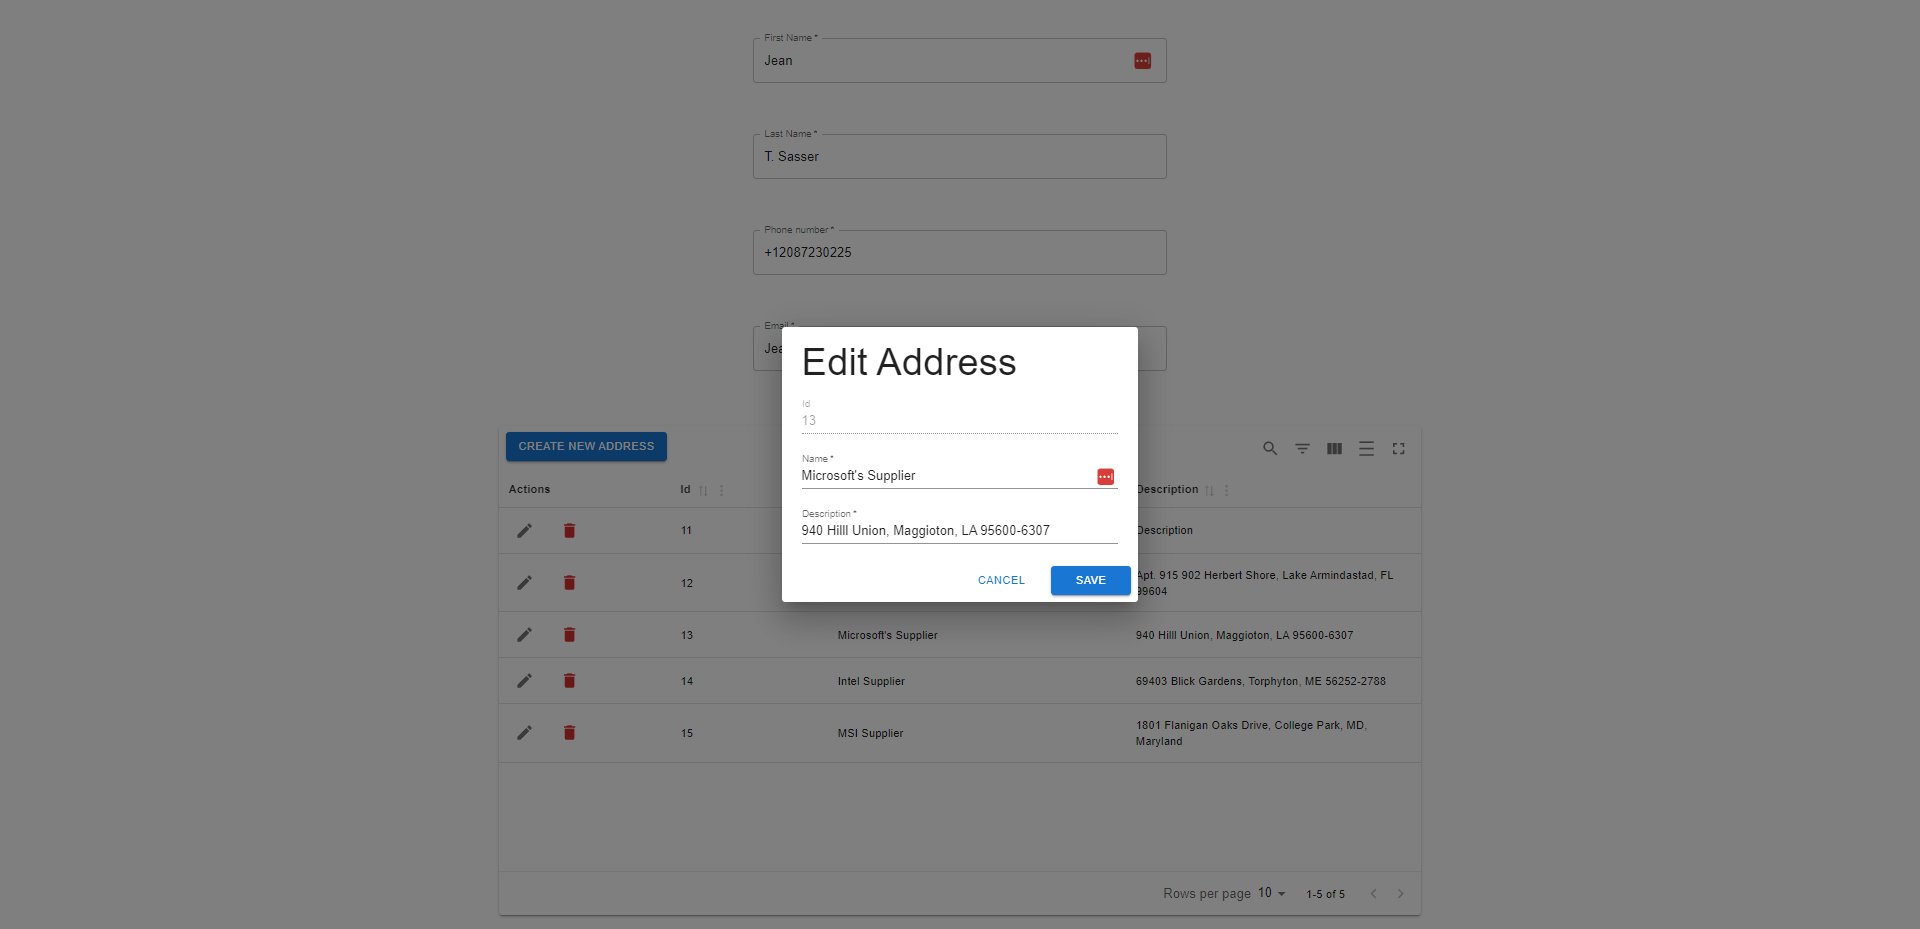 First Name *
Jean
Last Name *
T. Sasser
Phone number *
+12087230225
Email *
Jea
Edit Address
Id
13
Name *
Microsoft's Supplier
Description *
940 Hilll Union, Maggioton, LA 95600-6307
CANCEL SAVE
CREATE NEW ADDRESS
Actions Id Description
11 Description
12 Apt. 915 902 Herbert Shore, Lake Armindastad, FL
99604
13 Microsoft's Supplier 940 Hilll Union, Maggioton, LA 95600-6307
14 Intel Supplier 69403 Blick Gardens, Torphyton, ME 56252-2788
15 MSI Supplier 1801 Flanigan Oaks Drive, College Park, MD,
Maryland
Rows per page 10 1-5 of 5